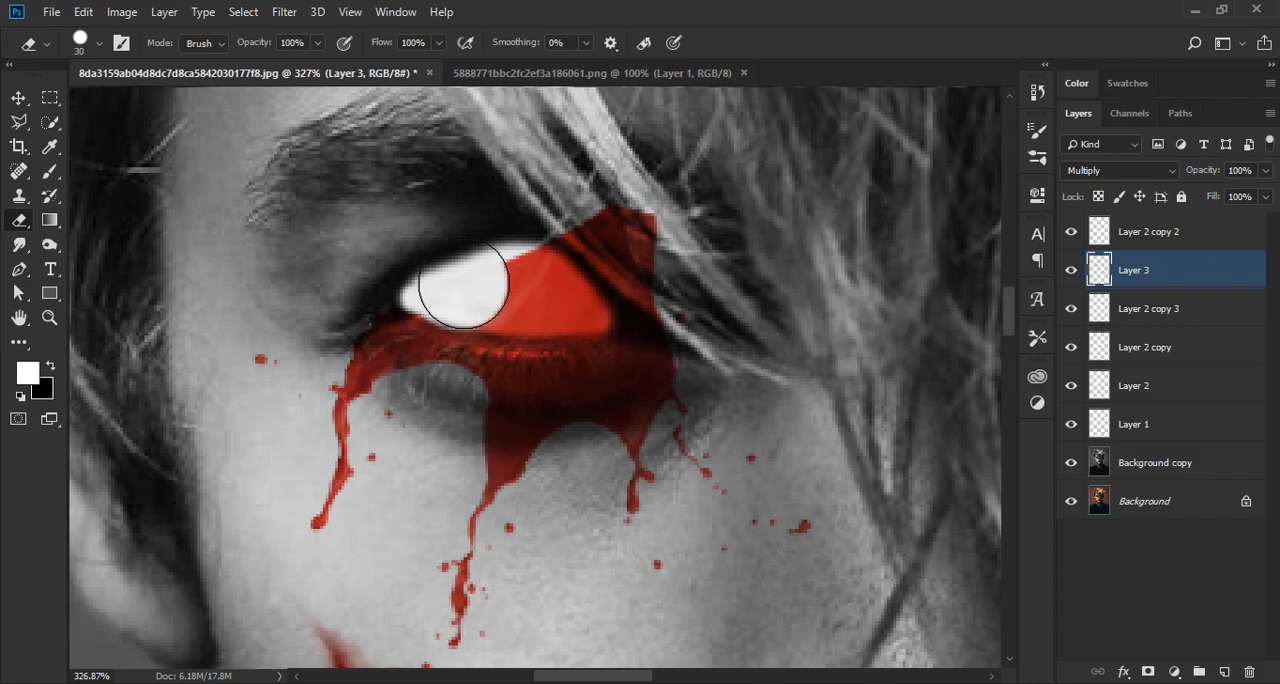 Ps File Edit Image Layer Type Select Filter 3D View Window Help
30 Mode: Brush Opacity: 100% Flow: 100% Smoothing: 0%
8da3159ab04d8dc7d8ca5842030177f8.jpg @ 327% (Layer 3, RGB/8#) * × 5888771bbc2fc2ef3a186061.png @ 100% (Layer 1, RGB/8) ×
Color Swatches
Layers Channels Paths
Kind
Multiply Opacity: 100%
Lock: Fill: 100%
Layer 2 copy 2
Layer 3
Layer 2 copy 3
Layer 2 copy
Layer 2
Layer 1
Background copy
Background
326.87% Doc: 6.18M/17.8M